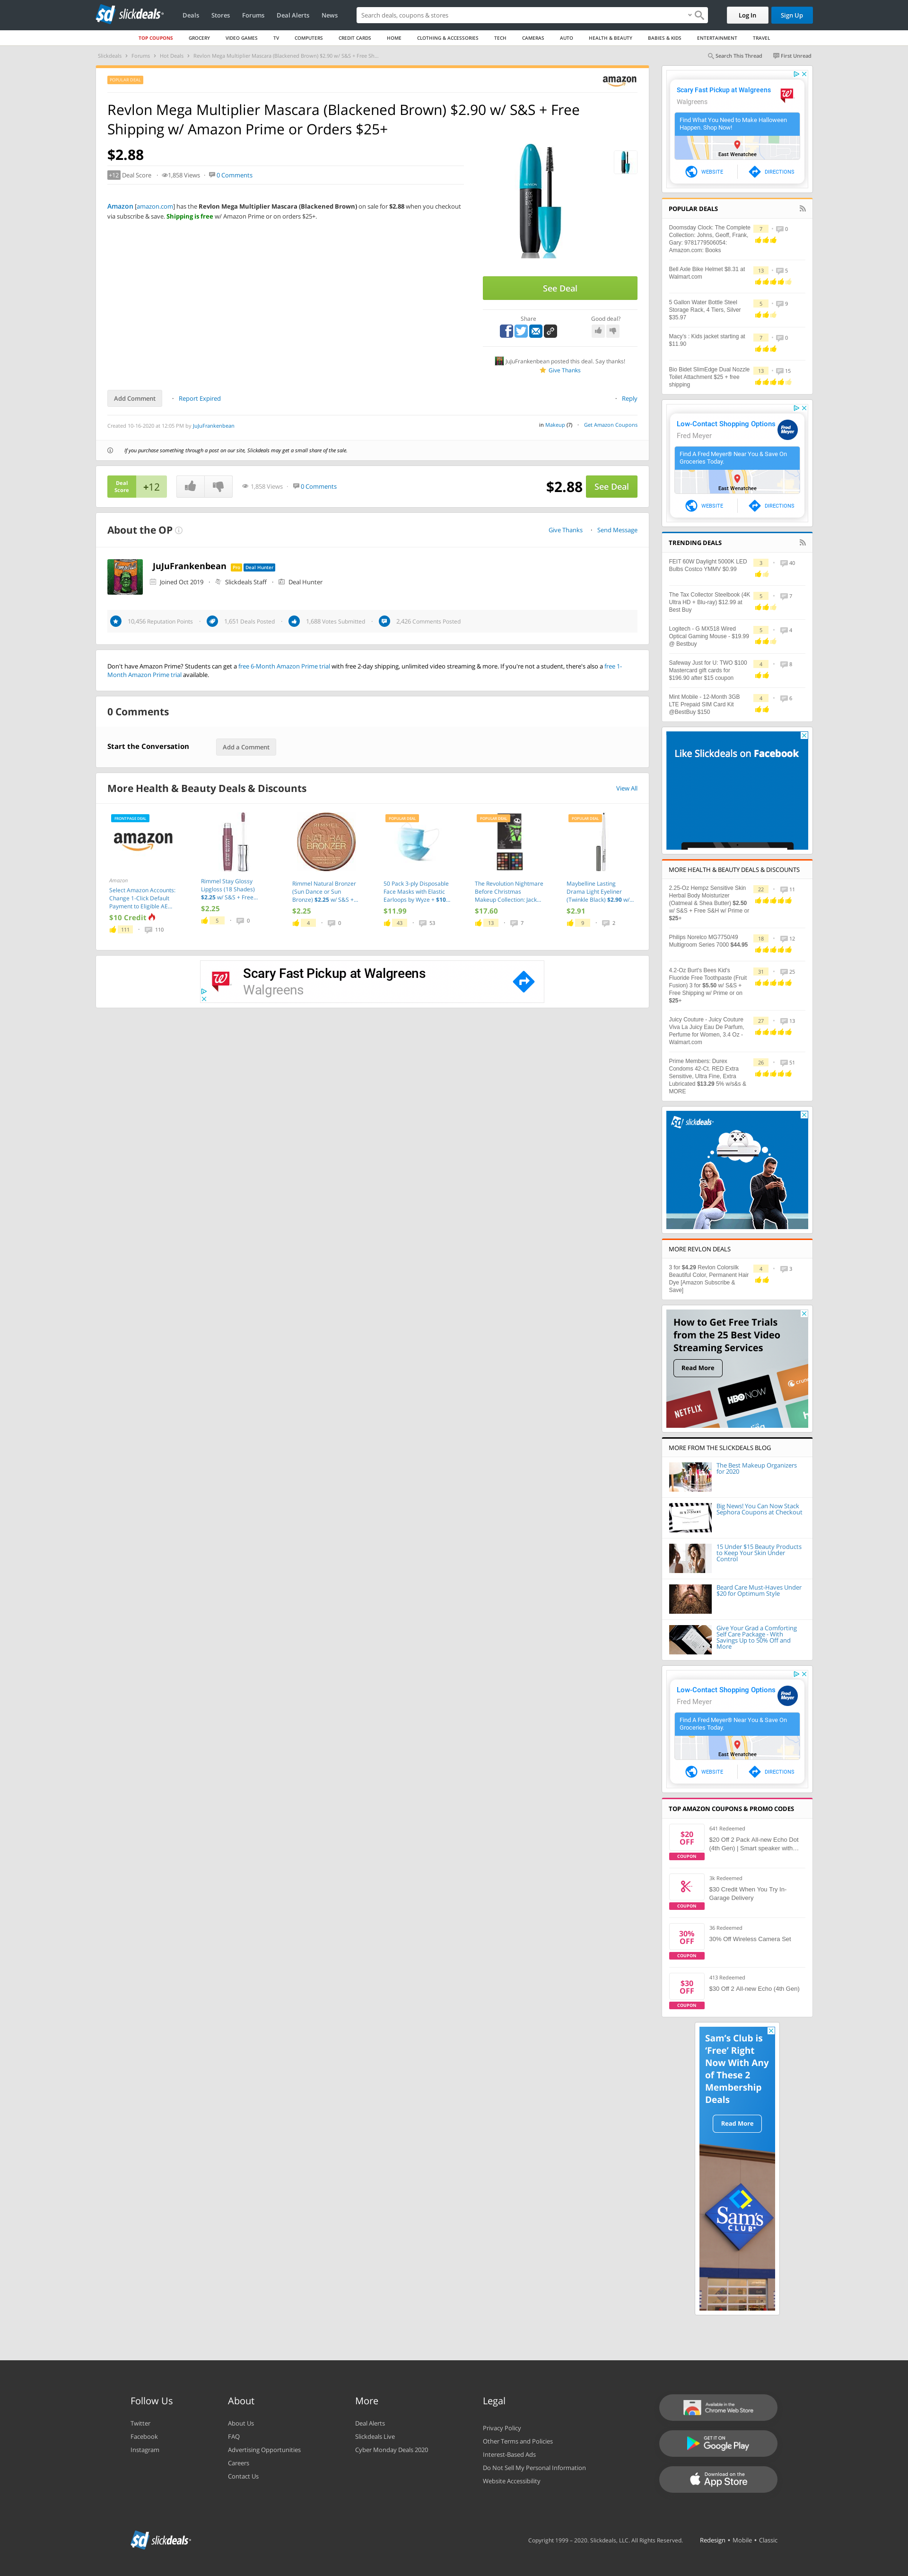 slickdeals
Deals Stores Forums Deal Alerts News
Search deals, coupons & stores
Log In Sign Up
TOP COUPONS GROCERY VIDEO GAMES TV COMPUTERS CREDIT CARDS HOME CLOTHING & ACCESSORIES TECH CAMERAS AUTO HEALTH & BEAUTY BABIES & KIDS ENTERTAINMENT TRAVEL
Slickdeals > Forums > Hot Deals > Revlon Mega Multiplier Mascara (Blackened Brown) $2.90 w/ S&S + Free Sh...
Search This Thread First Unread
POPULAR DEAL
amazon
Revlon Mega Multiplier Mascara (Blackened Brown) $2.90 w/ S&S + Free
Shipping w/ Amazon Prime or Orders $25+
$2.88
+12 Deal Score • 1,858 Views • 0 Comments
Amazon [amazon.com] has the Revlon Mega Multiplier Mascara (Blackened Brown) on sale for $2.88 when you checkout
via subscribe & save. Shipping is free w/ Amazon Prime or on orders $25+.
See Deal
Share
Good deal?
JuJuFrankenbean posted this deal. Say thanks!
Give Thanks
Add Comment • Report Expired
• Reply
Created 10-16-2020 at 12:05 PM by JuJuFrankenbean
in Makeup (7) • Get Amazon Coupons
If you purchase something through a post on our site, Slickdeals may get a small share of the sale.
Deal
Score
+12
1,858 Views • 0 Comments
$2.88
See Deal
About the OP
Give Thanks • Send Message
JuJuFrankenbean Pro Deal Hunter
Joined Oct 2019 • Slickdeals Staff • Deal Hunter
10,456 Reputation Points • 1,651 Deals Posted • 1,688 Votes Submitted • 2,426 Comments Posted
Don't have Amazon Prime? Students can get a free 6-Month Amazon Prime trial with free 2-day shipping, unlimited video streaming & more. If you're not a student, there's also a free 1-
Month Amazon Prime trial available.
0 Comments
Start the Conversation
Add a Comment
More Health & Beauty Deals & Discounts
View All
FRONTPAGE DEAL
amazon
Amazon
Select Amazon Accounts:
Change 1-Click Default
Payment to Eligible AE...
$10 Credit
111 • 110
Rimmel Stay Glossy
Lipgloss (18 Shades)
$2.25 w/ S&S + Free...
$2.25
5 • 0
NATURAL
BRONZER
Rimmel Natural Bronzer
(Sun Dance or Sun
Bronze) $2.25 w/ S&S +...
$2.25
4 • 0
POPULAR DEAL
50 Pack 3-ply Disposable
Face Masks with Elastic
Earloops by Wyze + $10...
$11.99
43 • 53
POPULAR DEAL
The Revolution Nightmare
Before Christmas
Makeup Collection: Jack...
$17.60
13 • 7
POPULAR DEAL
Maybelline Lasting
Drama Light Eyeliner
(Twinkle Black) $2.90 w/...
$2.91
9 • 2
Scary Fast Pickup at Walgreens
Walgreens
Scary Fast Pickup at Walgreens
Walgreens
Find What You Need to Make Halloween
Happen. Shop Now!
East Wenatchee
WEBSITE DIRECTIONS
POPULAR DEALS
Doomsday Clock: The Complete
Collection: Johns, Geoff, Frank,
Gary: 9781779506054:
Amazon.com: Books
7 • 0
Bell Axle Bike Helmet $8.31 at
Walmart.com
13 • 5
5 Gallon Water Bottle Steel
Storage Rack, 4 Tiers, Silver
$35.97
5 • 9
Macy's : Kids jacket starting at
$11.90
7 • 0
Bio Bidet SlimEdge Dual Nozzle
Toilet Attachment $25 + free
shipping
13 • 15
Low-Contact Shopping Options
Fred Meyer
Find A Fred Meyer® Near You & Save On
Groceries Today.
East Wenatchee
WEBSITE DIRECTIONS
TRENDING DEALS
FEIT 60W Daylight 5000K LED
Bulbs Costco YMMV $0.99
3 • 40
The Tax Collector Steelbook (4K
Ultra HD + Blu-ray) $12.99 at
Best Buy
5 • 7
Logitech - G MX518 Wired
Optical Gaming Mouse - $19.99
@ Bestbuy
5 • 4
Safeway Just for U: TWO $100
Mastercard gift cards for
$196.90 after $15 coupon
4 • 8
Mint Mobile - 12-Month 3GB
LTE Prepaid SIM Card Kit
@BestBuy $150
4 • 6
Like Slickdeals on Facebook
MORE HEALTH & BEAUTY DEALS & DISCOUNTS
2.25-Oz Hempz Sensitive Skin
Herbal Body Moisturizer
(Oatmeal & Shea Butter) $2.50
w/ S&S + Free S&H w/ Prime or
$25+
22 • 11
Philips Norelco MG7750/49
Multigroom Series 7000 $44.95
18 • 12
4.2-Oz Burt's Bees Kid's
Fluoride Free Toothpaste (Fruit
Fusion) 3 for $5.50 w/ S&S +
Free Shipping w/ Prime or on
$25+
31 • 25
Juicy Couture - Juicy Couture
Viva La Juicy Eau De Parfum,
Perfume for Women, 3.4 Oz -
Walmart.com
27 • 13
Prime Members: Durex
Condoms 42-Ct. RED Extra
Sensitive, Ultra Fine, Extra
Lubricated $13.29 5% w/s&s &
MORE
26 • 51
slickdeals
MORE REVLON DEALS
3 for $4.29 Revlon Colorsilk
Beautiful Color, Permanent Hair
Dye [Amazon Subscribe &
Save]
4 • 3
How to Get Free Trials
from the 25 Best Video
Streaming Services
Read More
NETFLIX
HBO NOW
MORE FROM THE SLICKDEALS BLOG
The Best Makeup Organizers
for 2020
Big News! You Can Now Stack
Sephora Coupons at Checkout
15 Under $15 Beauty Products
to Keep Your Skin Under
Control
Beard Care Must-Haves Under
$20 for Optimum Style
Give Your Grad a Comforting
Self Care Package - With
Savings Up to 50% Off and
More
Low-Contact Shopping Options
Fred Meyer
Find A Fred Meyer® Near You & Save On
Groceries Today.
East Wenatchee
WEBSITE DIRECTIONS
TOP AMAZON COUPONS & PROMO CODES
$20
OFF
COUPON
641 Redeemed
$20 Off 2 Pack All-new Echo Dot
(4th Gen) | Smart speaker with...
COUPON
3k Redeemed
$30 Credit When You Try In-
Garage Delivery
30%
OFF
COUPON
36 Redeemed
30% Off Wireless Camera Set
$30
OFF
COUPON
413 Redeemed
$30 Off 2 All-new Echo (4th Gen)
Sam's Club is
'Free' Right
Now With Any
of These 2
Membership
Deals
Read More
Sam's
CLUB
Follow Us
Twitter
Facebook
Instagram
About
About Us
FAQ
Advertising Opportunities
Careers
Contact Us
More
Deal Alerts
Slickdeals Live
Cyber Monday Deals 2020
Legal
Privacy Policy
Other Terms and Policies
Interest-Based Ads
Do Not Sell My Personal Information
Website Accessibility
Available in the
Chrome Web Store
GET IT ON
Google Play
Download on the
App Store
slickdeals
Copyright 1999 – 2020. Slickdeals, LLC. All Rights Reserved.
Redesign • Mobile • Classic